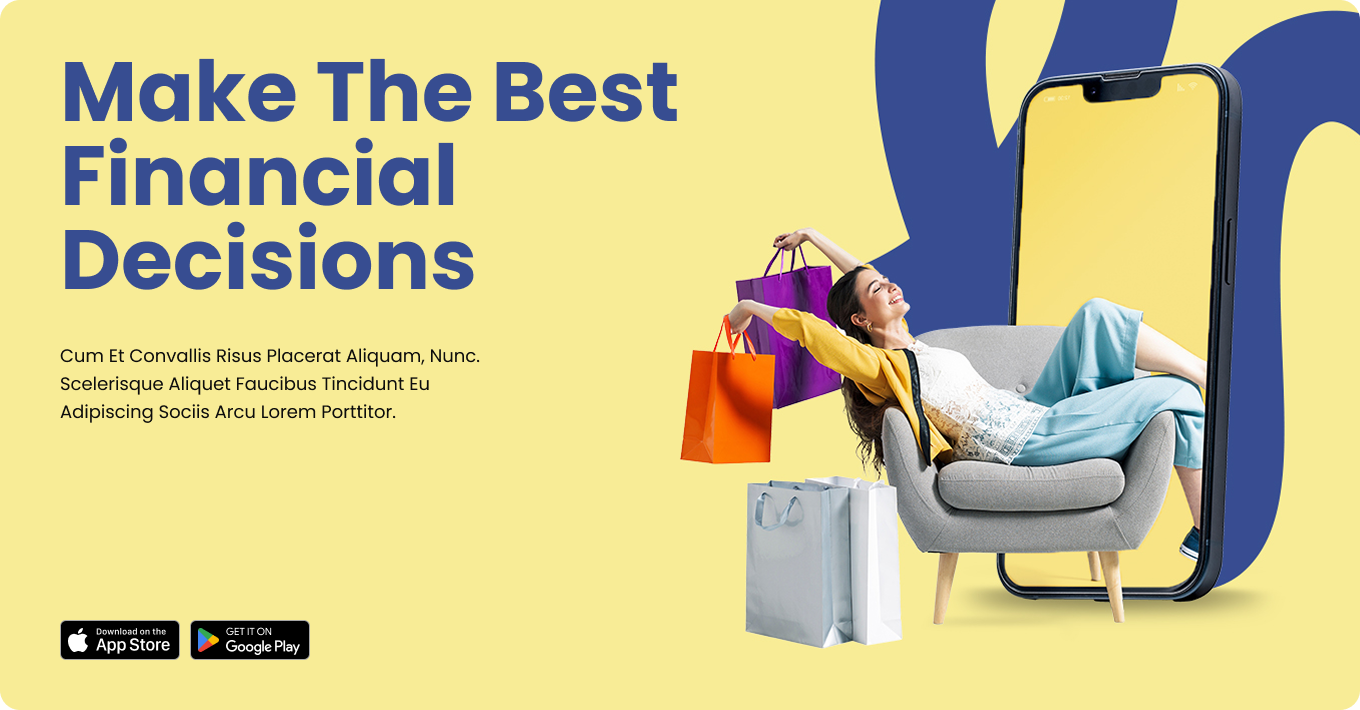 Make The Best
Financial
Decisions
Cum Et Convallis Risus Placerat Aliquam, Nunc.
Scelerisque Aliquet Faucibus Tincidunt Eu
Adipiscing Sociis Arcu Lorem Porttitor.
Download on the
App Store
GET IT ON
Google Play